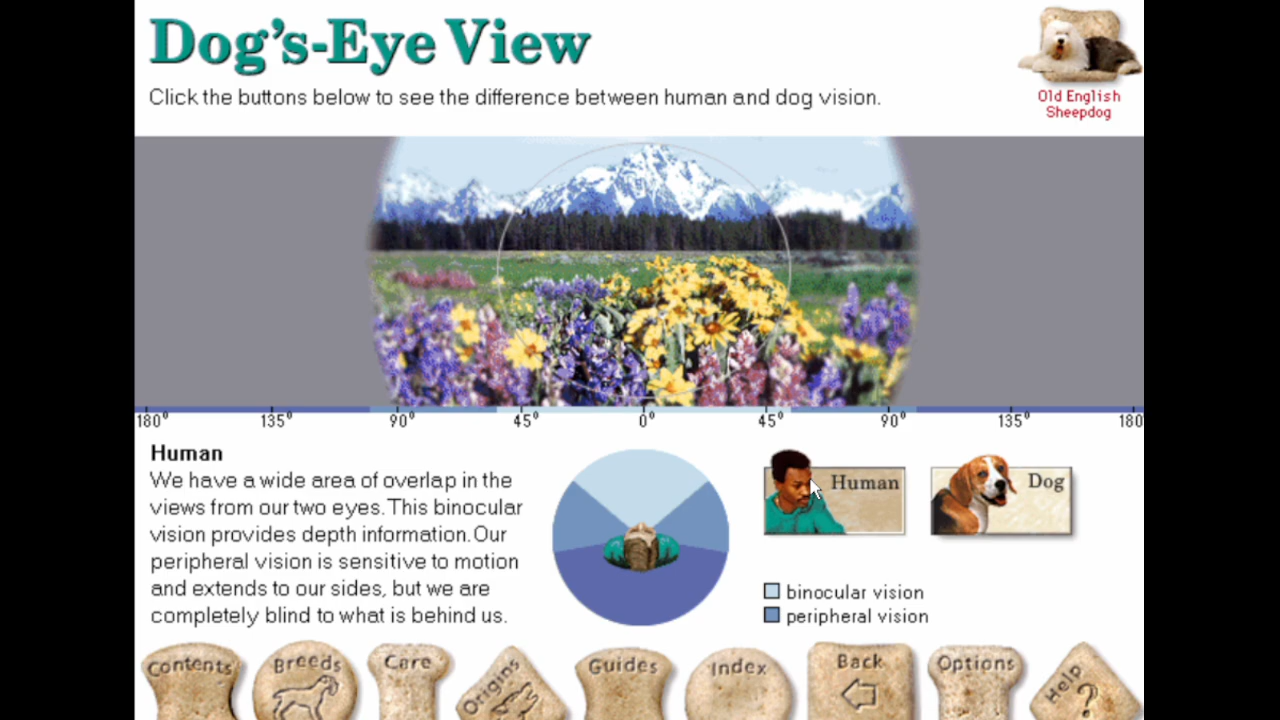 Dog's-Eye View
Click the buttons below to see the difference between human and dog vision.
Old English
Sheepdog
180° 135° 90° 45° 0° 45° 90° 135° 180
Human
We have a wide area of overlap in the
views from our two eyes. This binocular
vision provides depth information. Our
peripheral vision is sensitive to motion
and extends to our sides, but we are
completely blind to what is behind us.
Human
Dog
binocular vision
peripheral vision
Contents Breeds Care Origins Guides Index Back Options Help ?